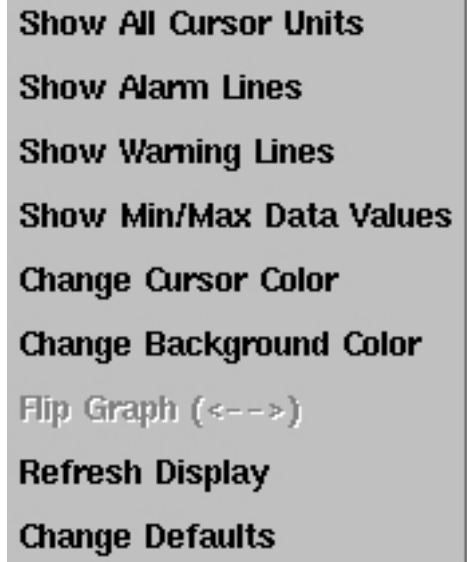 Show All Cursor Units
Show Alarm Lines
Show Warning Lines
Show Min/Max Data Values
Change Cursor Color
Change Background Color
Flip Graph (<-->)
Refresh Display
Change Defaults